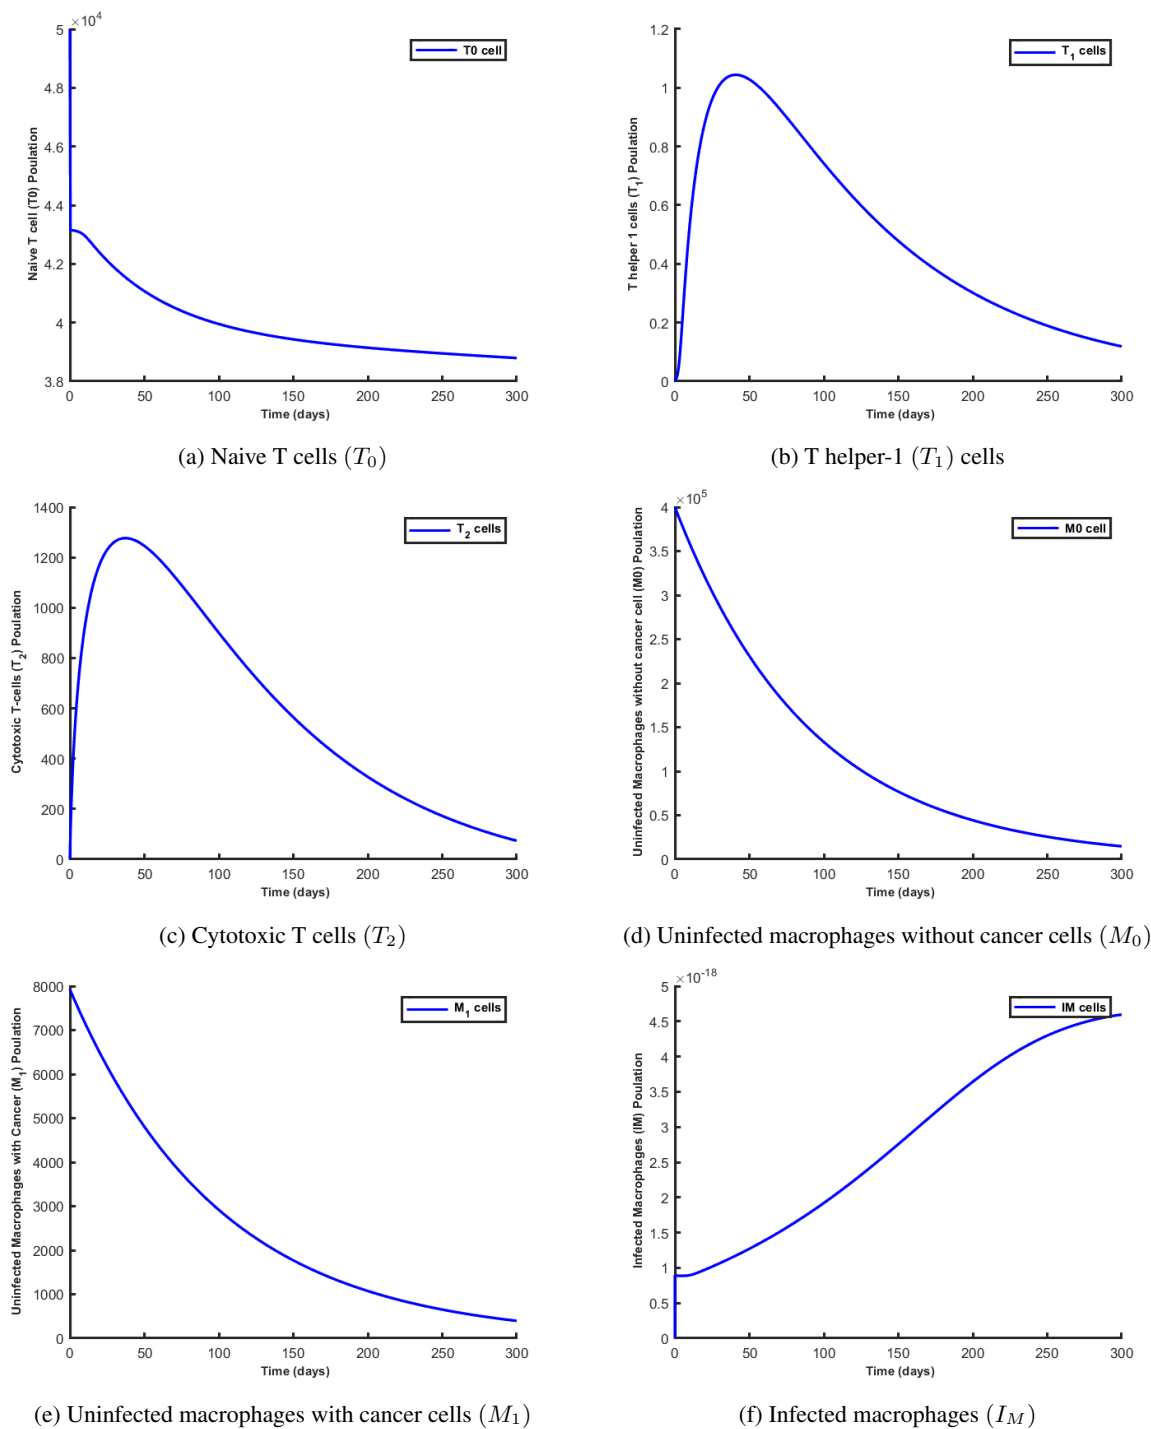 ×10⁴
5
4.8
4.6
4.4
4.2
4
3.8
0 50 100 150 200 250 300
Time (days)
Naive T cell (T0) Poulation
T0 cell
(a) Naive T cells (T₀)
1.2
1
0.8
0.6
0.4
0.2
0
0 50 100 150 200 250 300
Time (days)
T helper 1 cells (T₁) Poulation
T₁ cells
(b) T helper-1 (T₁) cells
1400
1200
1000
800
600
400
200
0
0 50 100 150 200 250 300
Time (days)
Cytotoxic T-cells (T₂) Poulation
T₂ cells
(c) Cytotoxic T cells (T₂)
×10⁵
4
3.5
3
2.5
2
1.5
1
0.5
0
0 50 100 150 200 250 300
Time (days)
Uninfected Macrophages without cancer cell (M0) Poulation
M0 cell
(d) Uninfected macrophages without cancer cells (M₀)
8000
7000
6000
5000
4000
3000
2000
1000
0
0 50 100 150 200 250 300
Time (days)
Uninfected Macrophages with Cancer (M₁) Poulation
M₁ cells
(e) Uninfected macrophages with cancer cells (M₁)
×10⁻¹⁸
5
4.5
4
3.5
3
2.5
2
1.5
1
0.5
0
0 50 100 150 200 250 300
Time (days)
Infected Macrophages (IM) Poulation
IM cells
(f) Infected macrophages (I_M)